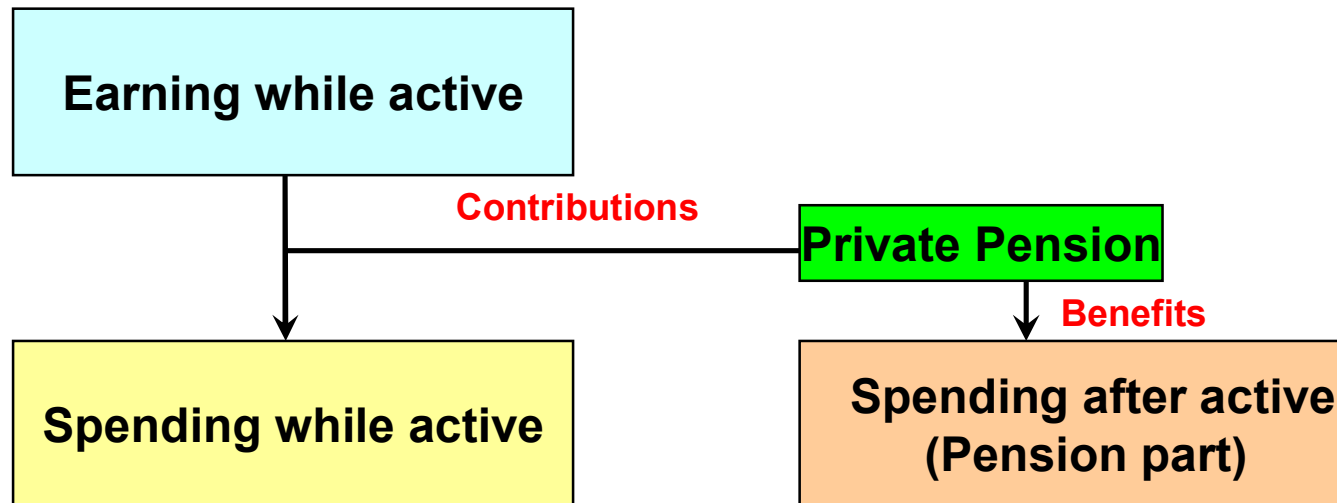 Earning while active
Contributions
Private Pension
Benefits
Spending while active
Spending after active
(Pension part)